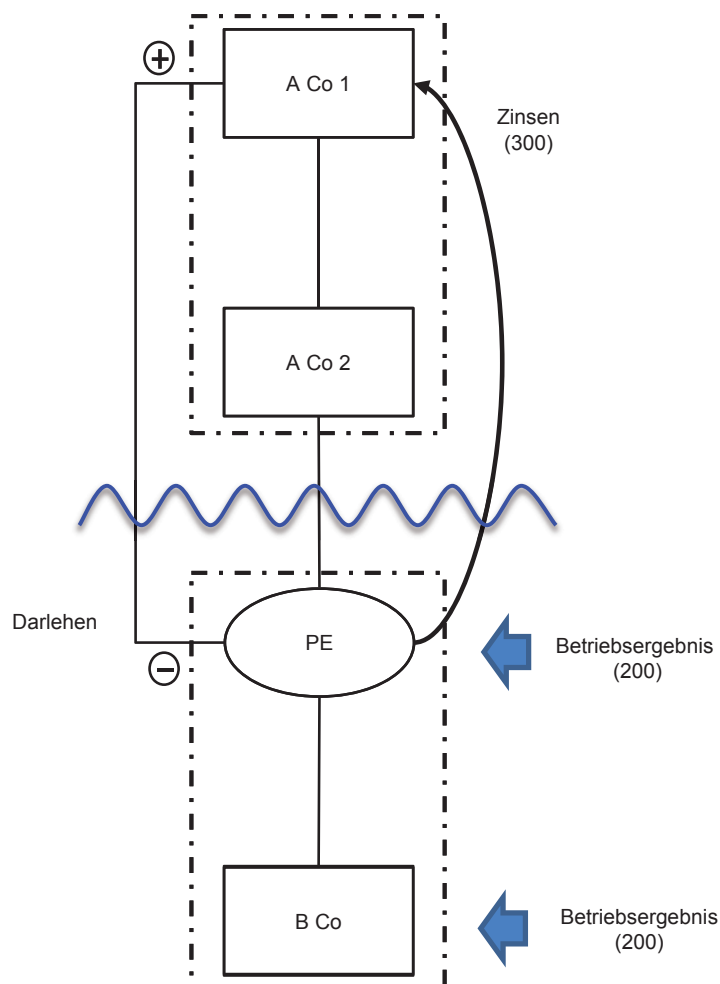 +
A Co 1
Zinsen
(300)
A Co 2
Darlehen
PE
−
Betriebsergebnis
(200)
B Co
Betriebsergebnis
(200)